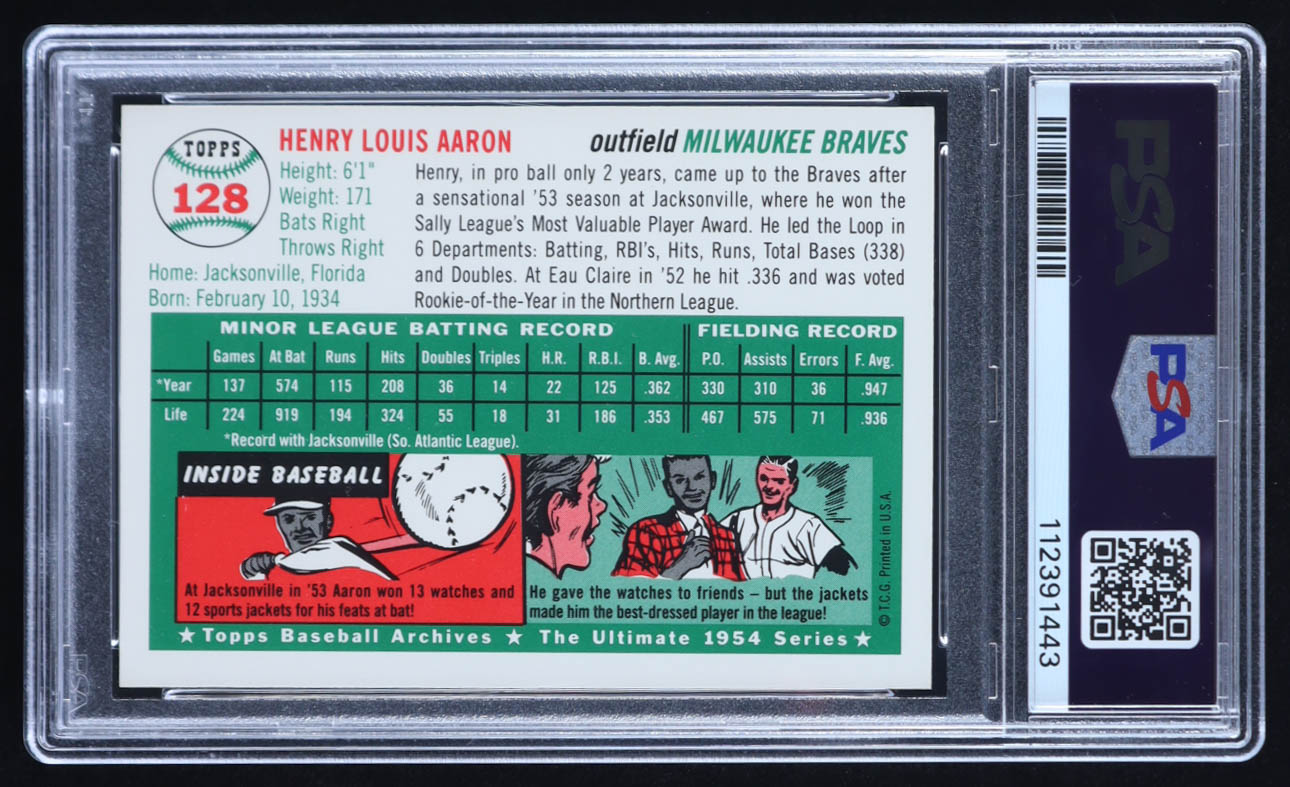 TOPPS
128
HENRY LOUIS AARON
outfield MILWAUKEE BRAVES
Height: 6'1"
Weight: 171
Bats Right
Throws Right
Home: Jacksonville, Florida
Born: February 10, 1934
Henry, in pro ball only 2 years, came up to the Braves after
a sensational '53 season at Jacksonville, where he won the
Sally League's Most Valuable Player Award. He led the Loop in
6 Departments: Batting, RBI's, Hits, Runs, Total Bases (338)
and Doubles. At Eau Claire in '52 he hit .336 and was voted
Rookie-of-the-Year in the Northern League.
MINOR LEAGUE BATTING RECORD FIELDING RECORD
Games At Bat Runs Hits Doubles Triples H.R. R.B.I. B. Avg. P.O. Assists Errors F. Avg.
*Year 137 574 115 208 36 14 22 125 .362 330 310 36 .947
Life 224 919 194 324 55 18 31 186 .353 467 575 71 .936
*Record with Jacksonville (So. Atlantic League).
INSIDE BASEBALL
At Jacksonville in '53 Aaron won 13 watches and
12 sports jackets for his feats at bat!
He gave the watches to friends – but the jackets
made him the best-dressed player in the league!
© T.C.G. Printed in U.S.A.
★ Topps Baseball Archives ★ The Ultimate 1954 Series ★
PSA
PSA
112391443
PSA